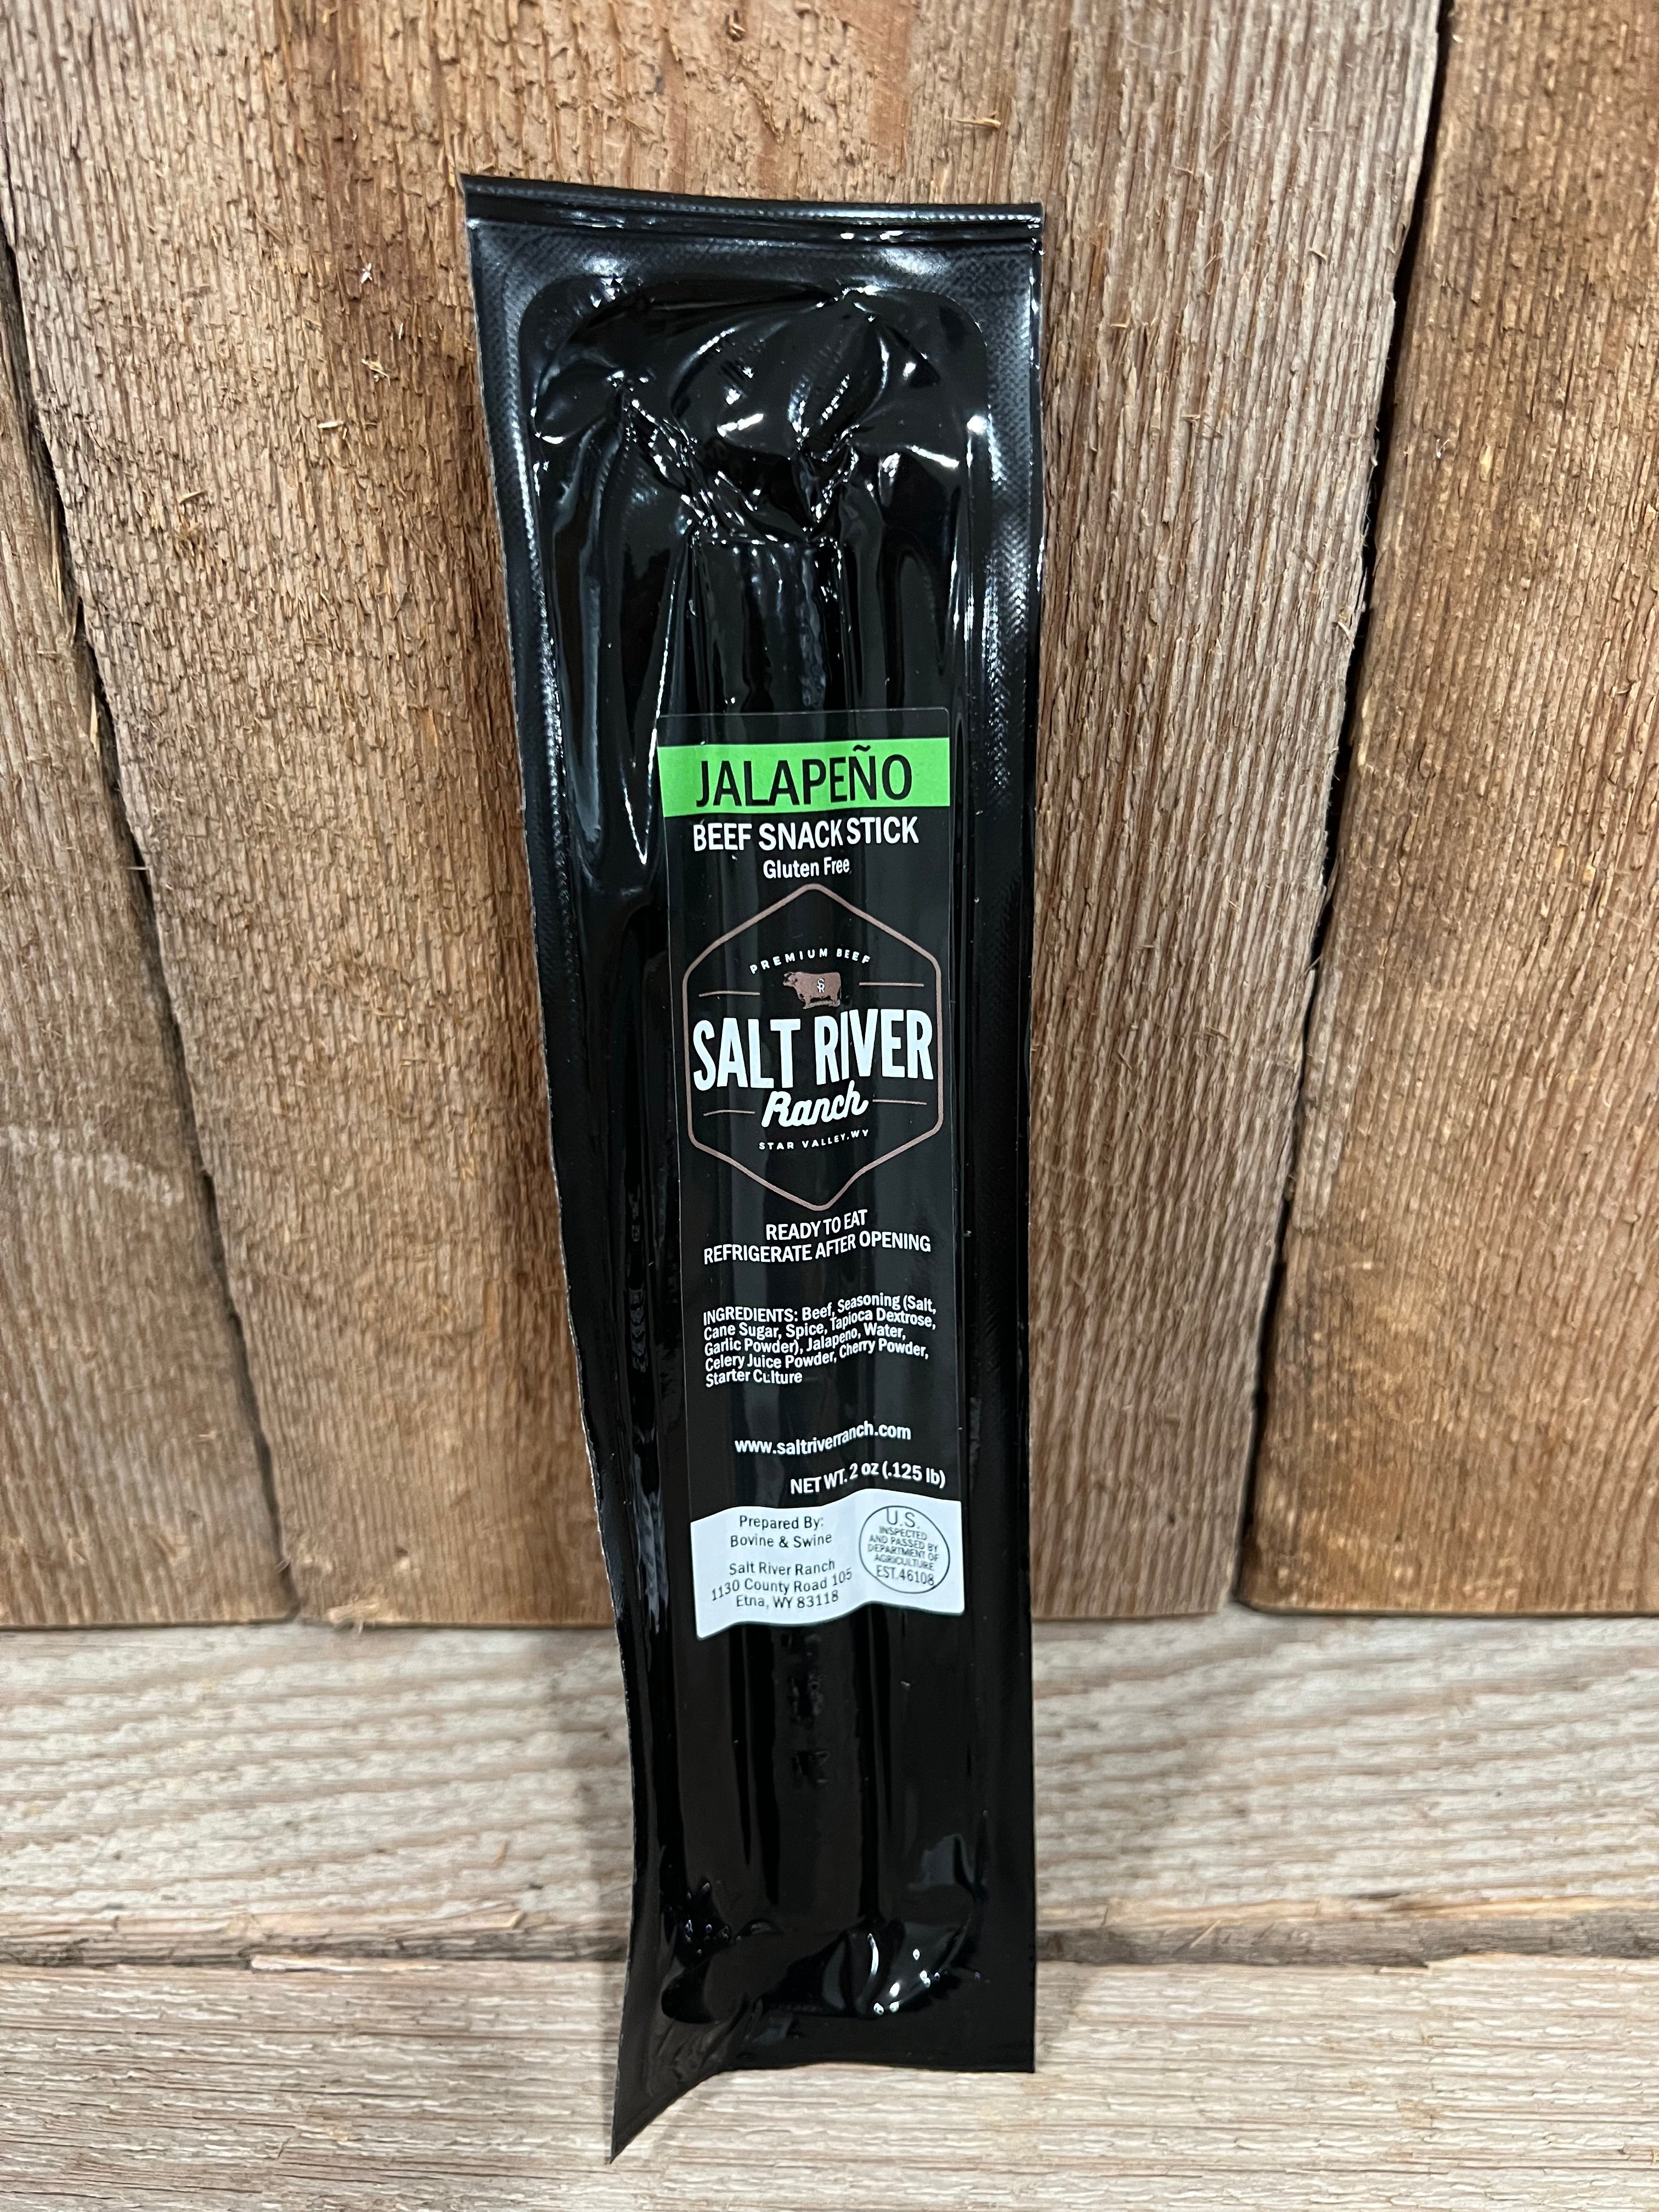 JALAPEÑO
BEEF SNACK STICK
Gluten Free
PREMIUM BEEF
SR
SALT RIVER
Ranch
STAR VALLEY, WY
READY TO EAT
REFRIGERATE AFTER OPENING
INGREDIENTS: Beef, Seasoning (Salt,
Cane Sugar, Spice, Tapioca Dextrose,
Garlic Powder), Jalapeno, Water,
Celery Juice Powder, Cherry Powder,
Starter Culture
www.saltriverranch.com
NET WT. 2 oz (.125 lb)
Prepared By:
Bovine & Swine
Salt River Ranch
1130 County Road 105
Etna, WY 83118
U.S.
INSPECTED
AND PASSED BY
DEPARTMENT OF
AGRICULTURE
EST.46108